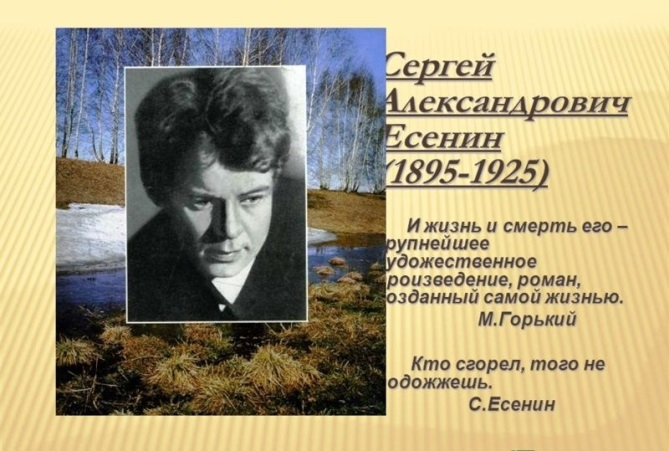 Сергей
Александрович
Есенин
(1895-1925)
И жизнь и смерть его –
рупнейшее
удожественное
роизведение, роман,
озданный самой жизнью.
М.Горький
Кто сгорел, того не
одожжешь.
С.Есенин